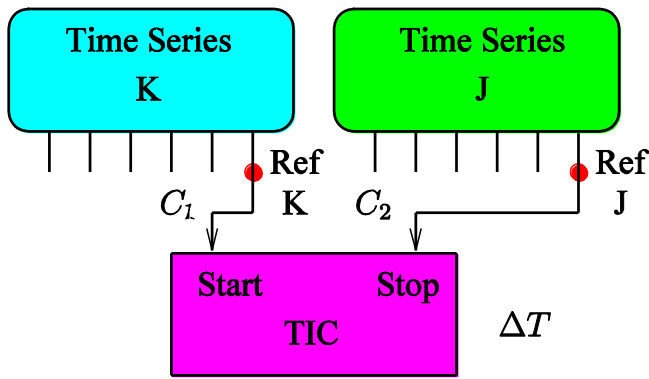 Time Series
K
Time Series
J
Ref
K
Ref
J
C₁
C₂
Start
Stop
TIC
ΔT